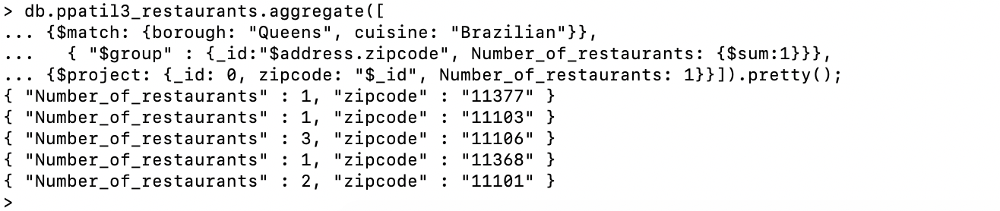 > db.ppatil3_restaurants.aggregate([
... {$match: {borough: "Queens", cuisine: "Brazilian"}},
...   { "$group" : {_id:"$address.zipcode", Number_of_restaurants: {$sum:1}}},
... {$project: {_id: 0, zipcode: "$_id", Number_of_restaurants: 1}}]).pretty();
{ "Number_of_restaurants" : 1, "zipcode" : "11377" }
{ "Number_of_restaurants" : 1, "zipcode" : "11103" }
{ "Number_of_restaurants" : 3, "zipcode" : "11106" }
{ "Number_of_restaurants" : 1, "zipcode" : "11368" }
{ "Number_of_restaurants" : 2, "zipcode" : "11101" }
>